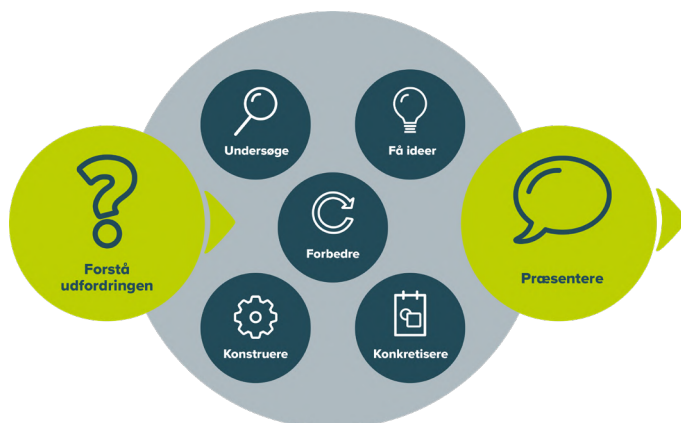 Undersøge
Få ideer
Forstå
udfordringen
Forbedre
Præsentere
Konstruere
Konkretisere